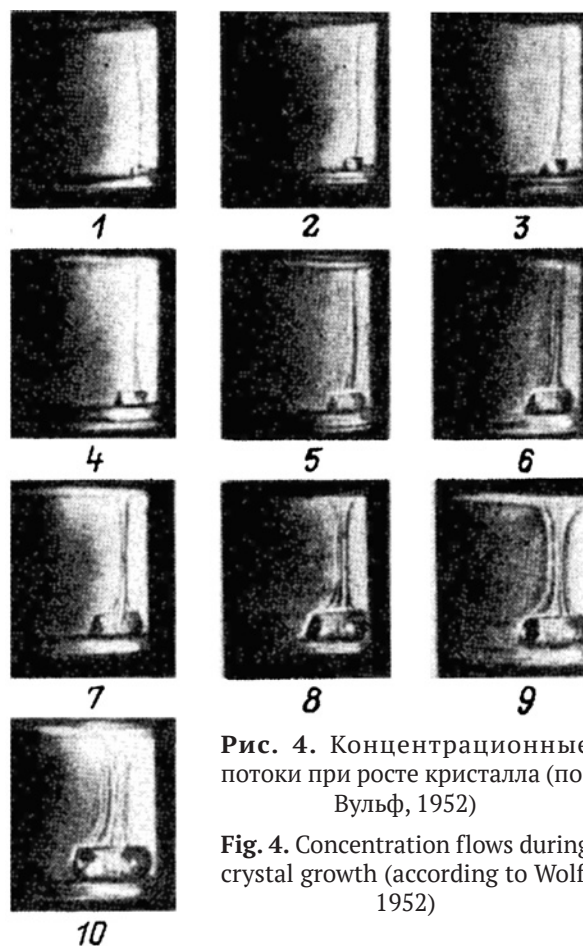 1
2
3
4
5
6
7
8
9
10
Рис. 4. Концентрационные
потоки при росте кристалла (по
Вульф, 1952)
Fig. 4. Concentration flows during
crystal growth (according to Wolf
1952)